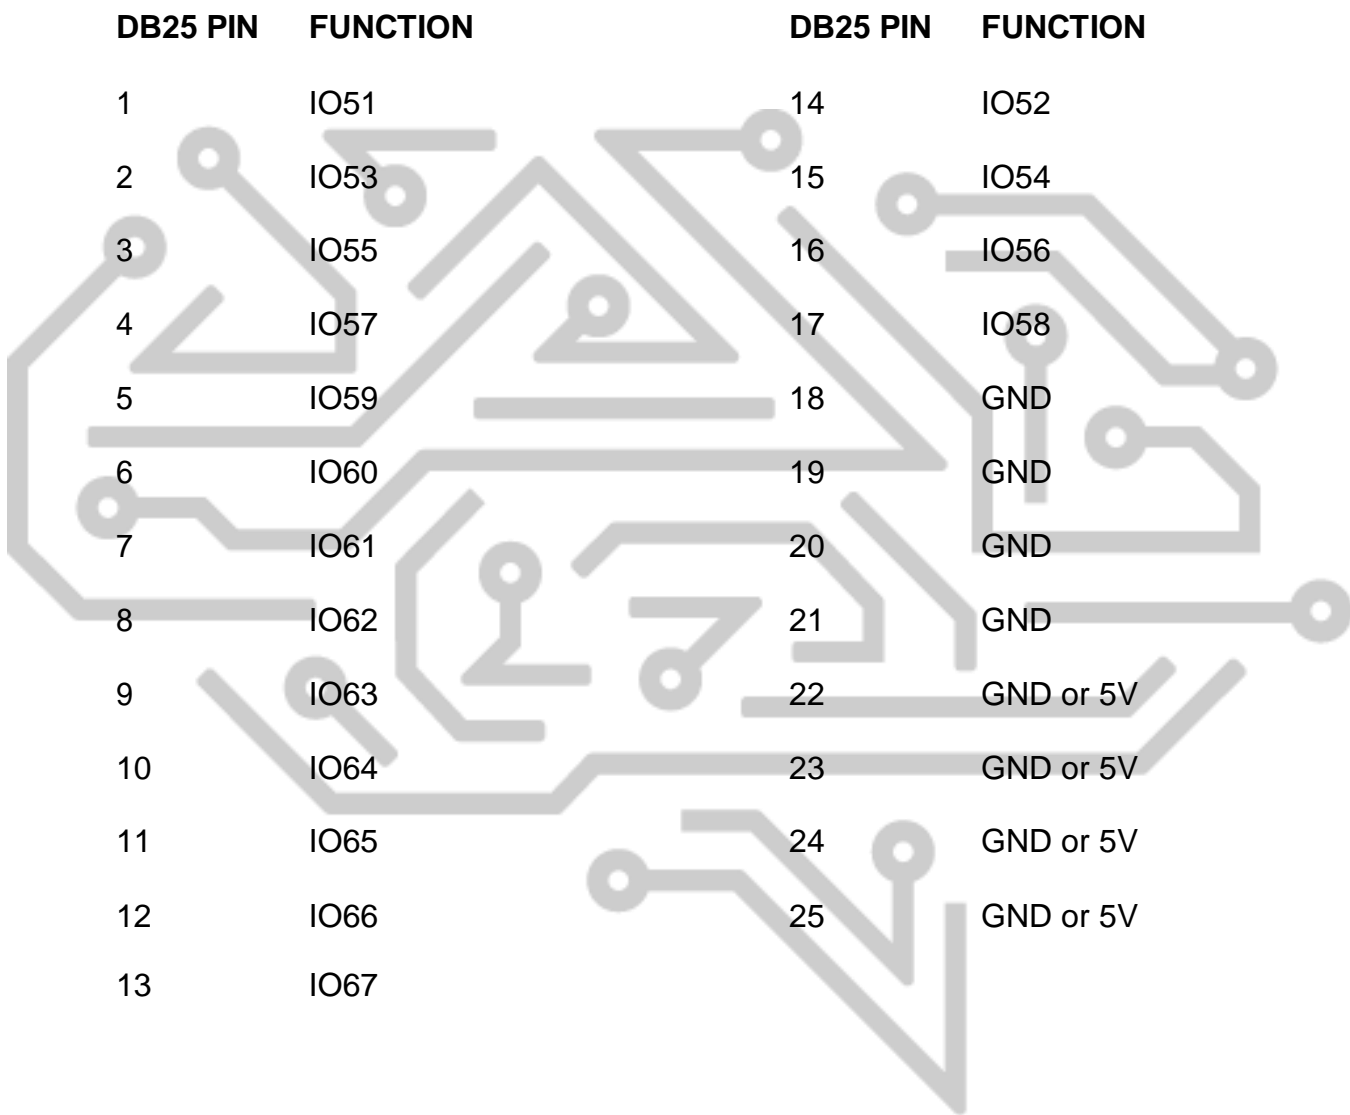 DB25 PIN FUNCTION DB25 PIN FUNCTION
1 IO51 14 IO52
2 IO53 15 IO54
3 IO55 16 IO56
4 IO57 17 IO58
5 IO59 18 GND
6 IO60 19 GND
7 IO61 20 GND
8 IO62 21 GND
9 IO63 22 GND or 5V
10 IO64 23 GND or 5V
11 IO65 24 GND or 5V
12 IO66 25 GND or 5V
13 IO67